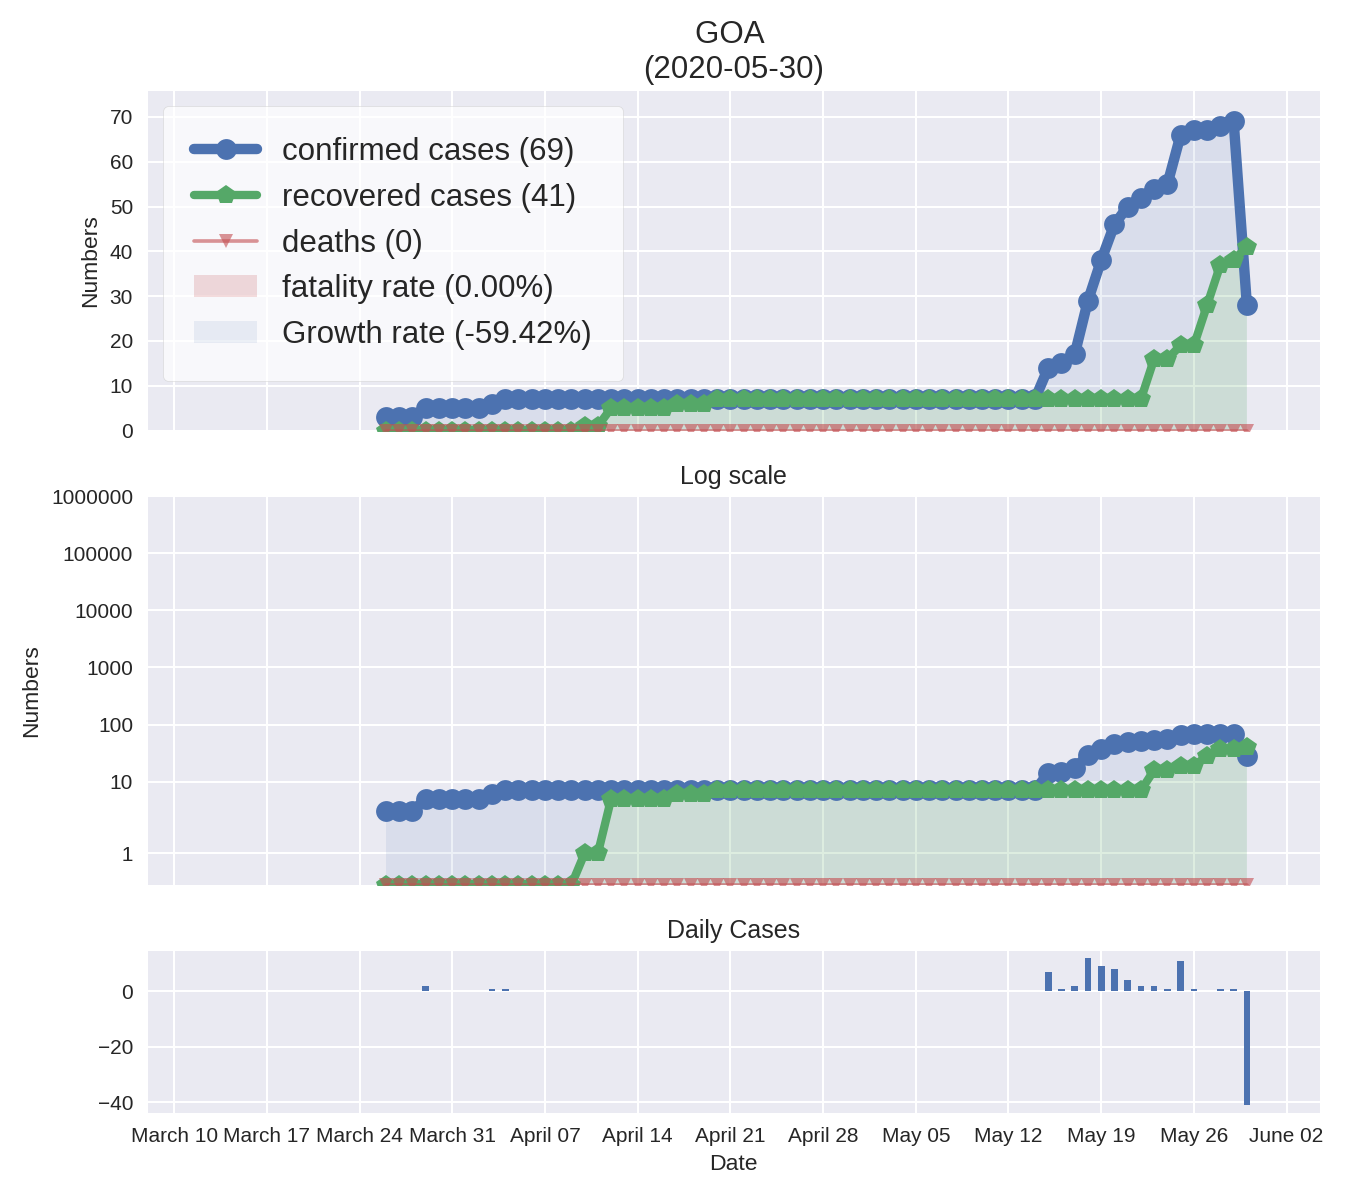 GOA
(2020-05-30)
70
60
50
40
30
20
10
0
Numbers
confirmed cases (69)
recovered cases (41)
deaths (0)
fatality rate (0.00%)
Growth rate (-59.42%)
Log scale
1000000
100000
10000
1000
100
10
1
Numbers
Daily Cases
0
−20
−40
March 10 March 17 March 24 March 31 April 07 April 14 April 21 April 28 May 05 May 12 May 19 May 26 June 02
Date